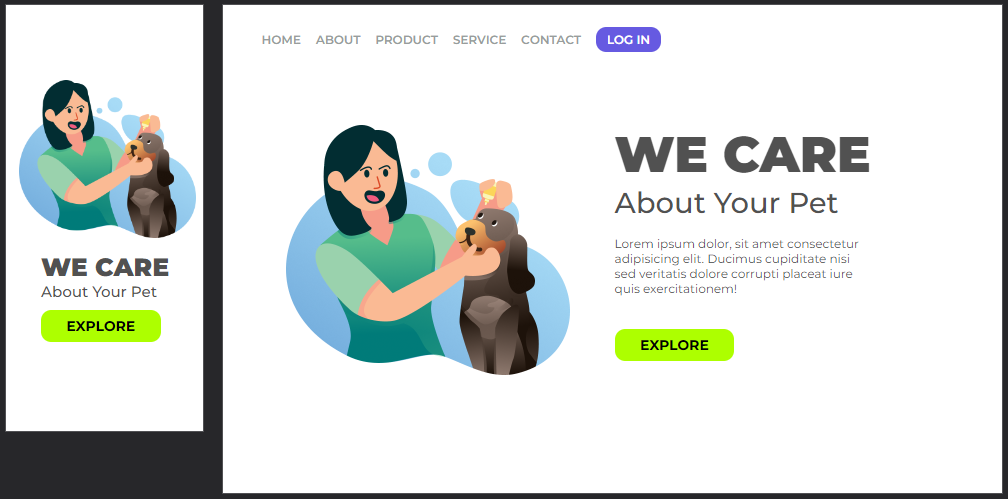 WE CARE
About Your Pet
EXPLORE
HOME ABOUT PRODUCT SERVICE CONTACT LOG IN
WE CARE
About Your Pet
Lorem ipsum dolor, sit amet consectetur
adipisicing elit. Ducimus cupiditate nisi
sed veritatis dolore corrupti placeat iure
quis exercitationem!
EXPLORE